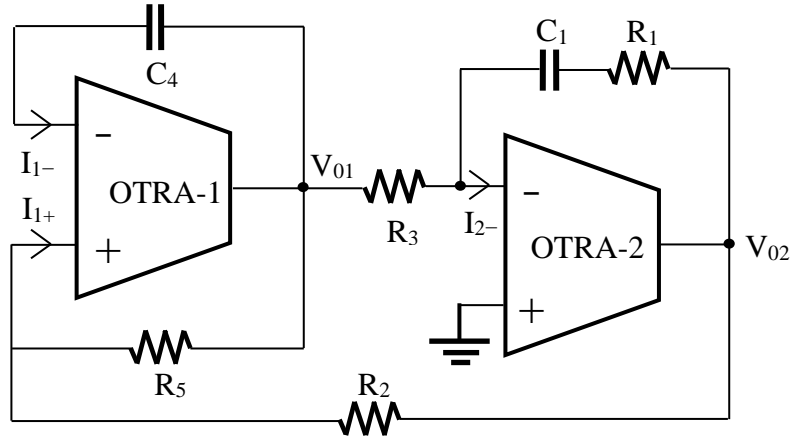 C₄
C₁
R₁
−
I₁₋
OTRA-1
V₀₁
I₁₊
+
R₃
−
I₂₋
OTRA-2
V₀₂
+
R₅
R₂